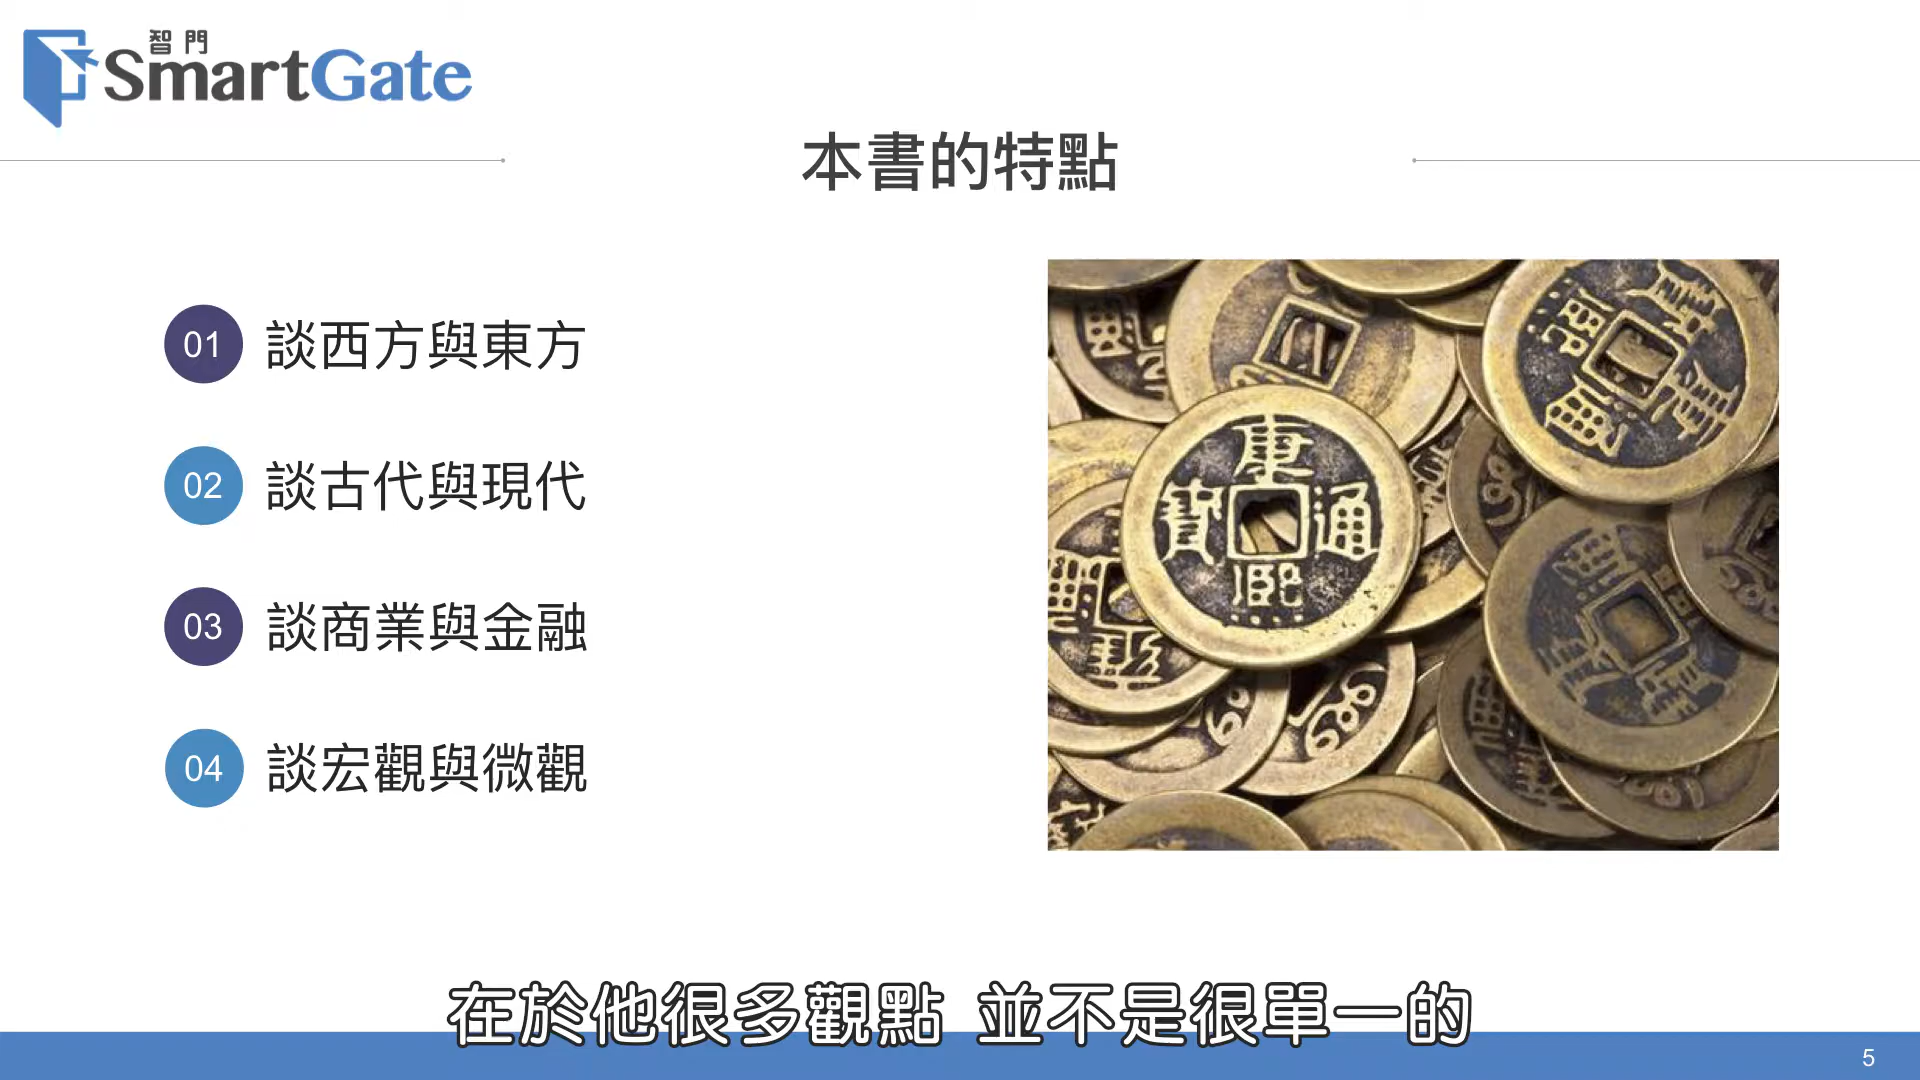 智門
SmartGate
本書的特點
01 談西方與東方
02 談古代與現代
03 談商業與金融
04 談宏觀與微觀
在於他很多觀點 並不是很單一的
5